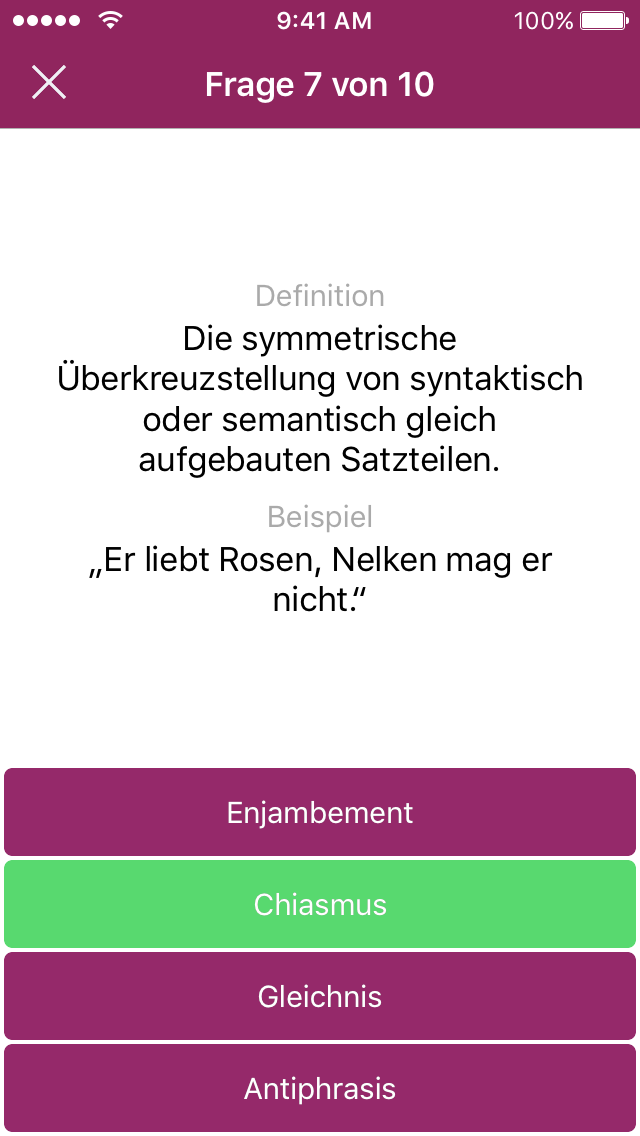 9:41 AM 100%
Frage 7 von 10
Definition
Die symmetrische
Überkreuzstellung von syntaktisch
oder semantisch gleich
aufgebauten Satzteilen.
Beispiel
„Er liebt Rosen, Nelken mag er
nicht.“
Enjambement
Chiasmus
Gleichnis
Antiphrasis